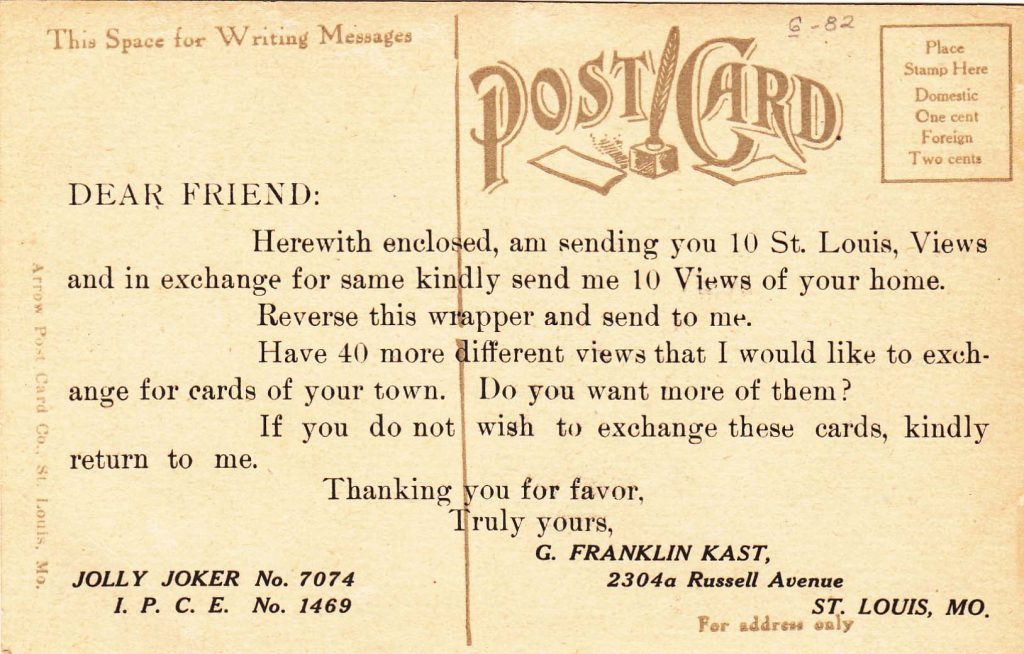 This Space for Writing Messages
6-82
POST CARD
Place
Stamp Here
Domestic
One cent
Foreign
Two cents
DEAR FRIEND:
Herewith enclosed, am sending you 10 St. Louis, Views
and in exchange for same kindly send me 10 Views of your home.
Reverse this wrapper and send to me.
Have 40 more different views that I would like to exch-
ange for cards of your town. Do you want more of them?
If you do not wish to exchange these cards, kindly
return to me.
Thanking you for favor,
Truly yours,
G. FRANKLIN KAST,
2304a Russell Avenue
ST. LOUIS, MO.
JOLLY JOKER No. 7074
I. P. C. E. No. 1469
For address only
Arrow Post Card Co., St. Louis, Mo.